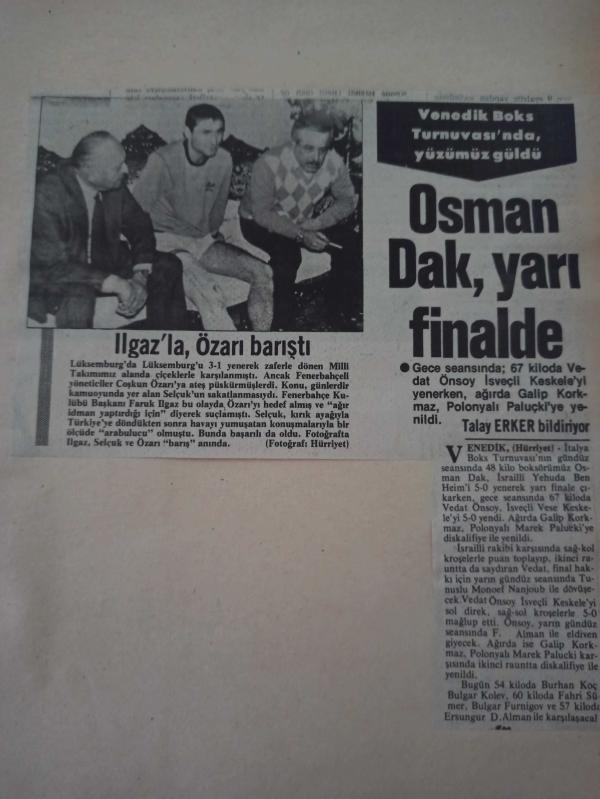 Ilgaz'la, Özarı barıştı
Lüksemburg'da Lüksemburg'u 3-1 yenerek zaferle dönen Milli
Takımımız alanda çiçeklerle karşılanmıştı. Ancak Fenerbahçeli
yöneticiler Coşkun Özarı'ya ateş püskürmüşlerdi. Konu, günlerdir
kamuoyunda yer alan Selçuk'un sakatlanmasıydı. Fenerbahçe Ku-
lübü Başkanı Faruk Ilgaz bu olayda Özarı'yı hedef almış ve "ağır
idman yaptırdığı için" diyerek suçlamıştı. Selçuk, kırık ayağıyla
Türkiye'ye döndükten sonra havayı yumuşatan konuşmalarıyla bir
ölçüde "arabulucu" olmuştu. Bunda başarılı da oldu. Fotoğrafta
Ilgaz, Selçuk ve Özarı "barış" anında. (Fotoğraf: Hürriyet)
Venedik Boks
Turnuvası'nda,
yüzümüz güldü
Osman
Dak, yarı
finalde
● Gece seansında; 67 kiloda Ve-
dat Önsoy İsveçli Keskele'yi
yenerken, ağırda Galip Kork-
maz, Polonyalı Paluçki'ye ye-
nildi. Talay ERKER bildiriyor
VENEDİK, (Hürriyet) - İtalya
Boks Turnuvası'nın gündüz
seansında 48 kilo boksörümüz Os-
man Dak, İsrailli Yehuda Ben
Heim'i 5-0 yenerek yarı finale çı-
karken, gece seansında 67 kiloda
Vedat Önsoy, İsveçli Vese Keske-
le'yi 5-0 yendi. Ağırda Galip Kork-
maz, Polonyalı Marek Palucki'ye
diskalifiye ile yenildi.
İsrailli rakibi karşısında sağ-kol
kroşelerle puan toplayıp, ikinci ra-
untta da saydıran Vedat, final hak-
kı için yarın gündüz seansında Tu-
nuslu Monoef Nanjoub ile dövüşe-
cek. Vedat Önsoy İsveçli Keskele'yi
sol direk, sağ-sol kroşelerle 5-0
mağlup etti. Önsoy, yarın gündüz
seansında F. Alman ile eldiven
giyecek. Ağırda ise Galip Kork-
maz, Polonyalı Marek Palucki kar-
şısında ikinci rauntta diskalifiye ile
yenildi.
Bugün 54 kiloda Burhan Koç
Bulgar Kolev, 60 kiloda Fahri Sü-
mer, Bulgar Furnigov ve 57 kiloda
Ersungur D.Alman ile karşılaşacak